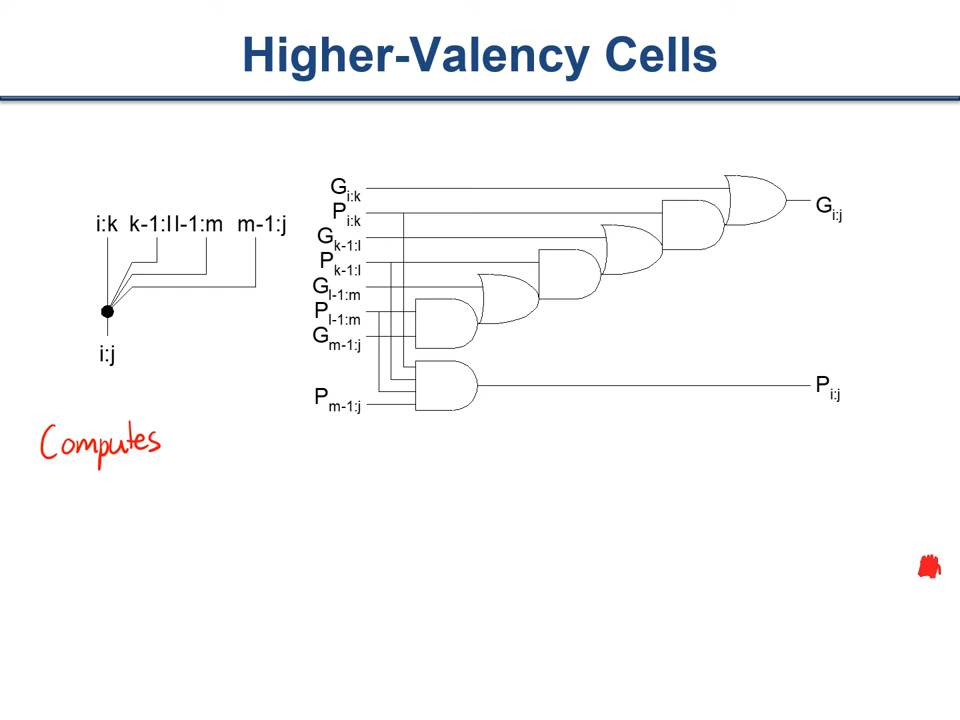 Higher-Valency Cells
i:k k-1:l l-1:m m-1:j
i:j
G i:k
P i:k
G k-1:l
P k-1:l
G l-1:m
P l-1:m
G m-1:j
P m-1:j
G i:j
P i:j
Computes